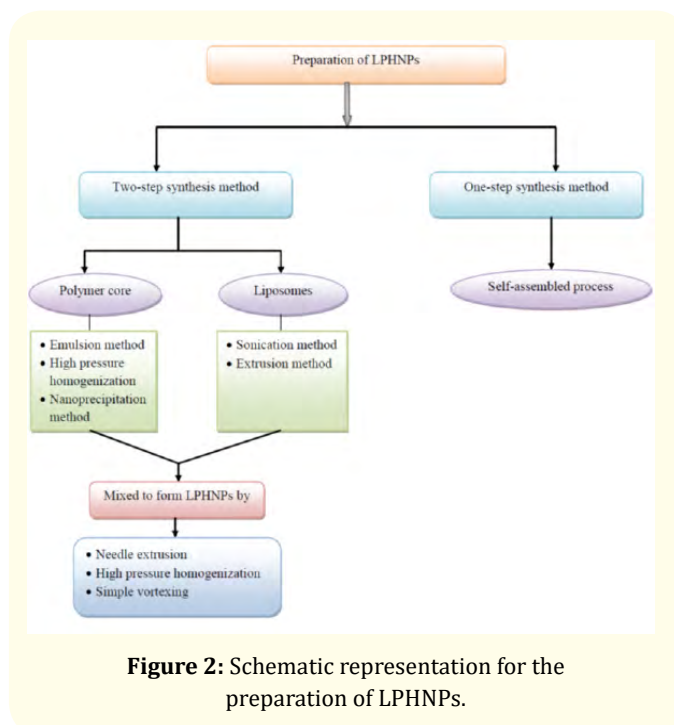 Preparation of LPHNPs
Two-step synthesis method
One-step synthesis method
Polymer core
Liposomes
Self-assembled process
• Emulsion method
• High pressure
homogenization
• Nanoprecipitation
method
• Sonication method
• Extrusion method
Mixed to form LPHNPs by
• Needle extrusion
• High pressure homogenization
• Simple vortexing
Figure 2: Schematic representation for the
preparation of LPHNPs.